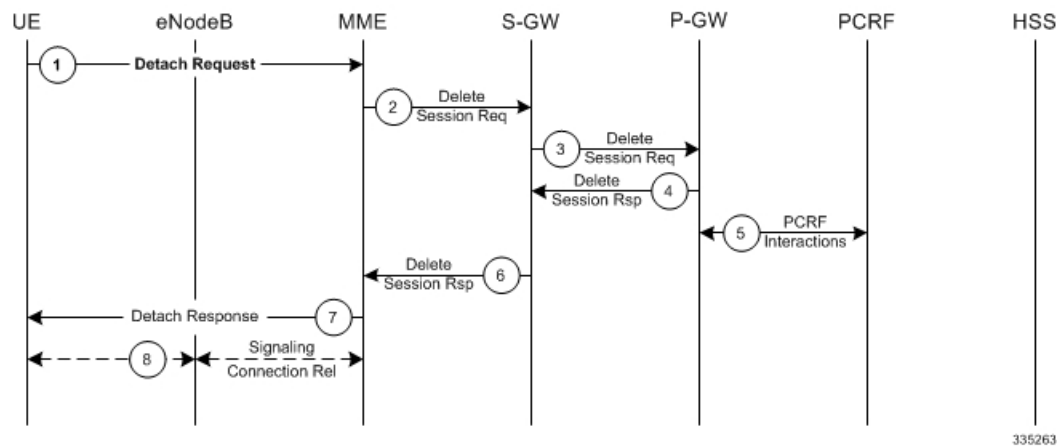 UE eNodeB MME S-GW P-GW PCRF HSS
1 Detach Request
2 Delete
Session Req
3 Delete
Session Req
Delete 4
Session Rsp
5 PCRF
Interactions
Delete 6
Session Rsp
Detach Response 7
8 Signaling
Connection Rel
335263